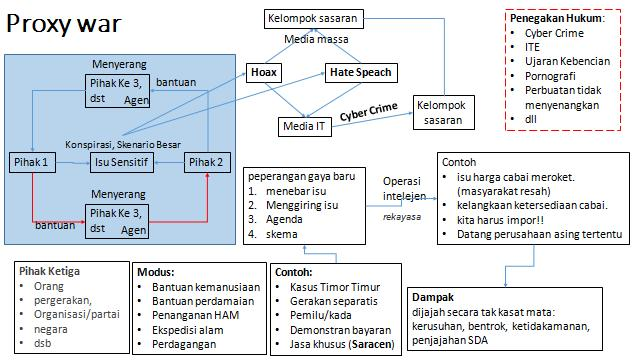 Proxy war
Menyerang
Pihak Ke 3,
dst Agen
bantuan
Konspirasi, Skenario Besar
Pihak 1
Isu Sensitif
Pihak 2
Menyerang
Pihak Ke 3,
dst Agen
bantuan
Kelompok sasaran
Media massa
Hoax
Hate Speach
Media IT
Cyber Crime
Kelompok
sasaran
Penegakan Hukum:
• Cyber Crime
• ITE
• Ujaran Kebencian
• Pornografi
• Perbuatan tidak
menyenangkan
• dll
peperangan gaya baru
1. menebar isu
2. Menggiring isu
3. Agenda
4. skema
Operasi
intelejen
rekayasa
Contoh
• isu harga cabai meroket.
(masyarakat resah)
• kelangkaan ketersediaan cabai.
• kita harus impor!!
• Datang perusahaan asing tertentu
Pihak Ketiga
• Orang
• pergerakan,
• Organisasi/partai
• negara
• dsb
Modus:
• Bantuan kemanusiaan
• Bantuan perdamaian
• Penanganan HAM
• Ekspedisi alam
• Perdagangan
Contoh:
• Kasus Timor Timur
• Gerakan separatis
• Pemilu/kada
• Demonstran bayaran
• Jasa khusus (Saracen)
Dampak
dijajah secara tak kasat mata:
kerusuhan, bentrok, ketidakamanan,
penjajahan SDA